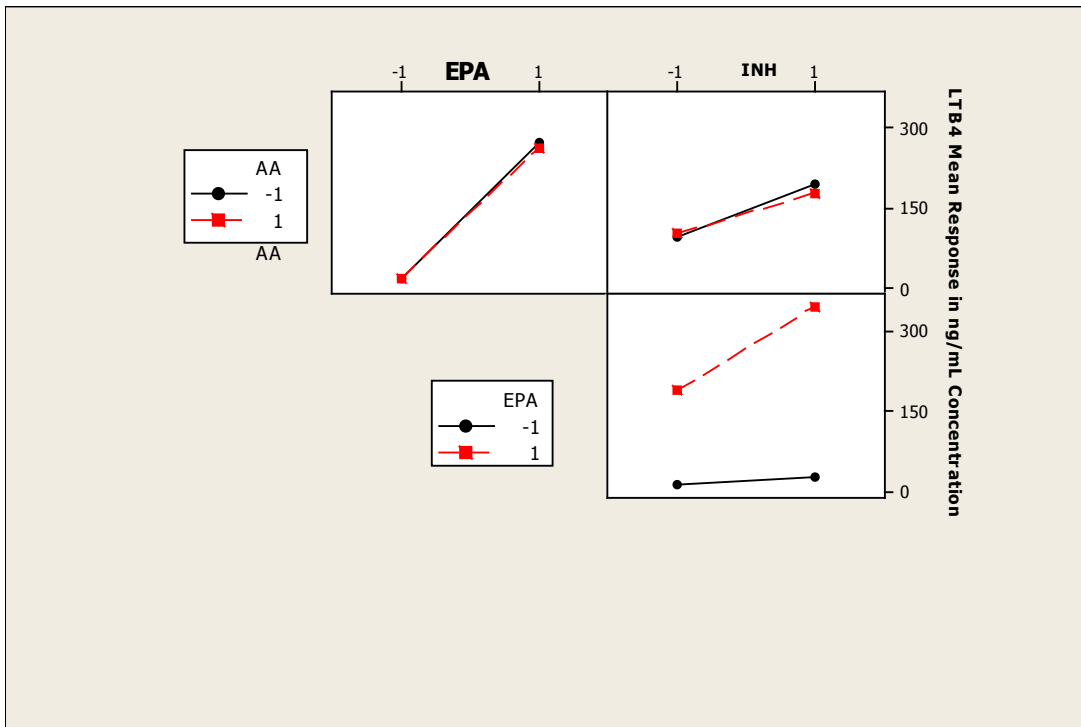 -1 EPA 1 -1 INH 1
AA
-1
1
AA
300
150
0
EPA
-1
1
300
150
0
LTB4 Mean Response in ng/mL Concentration